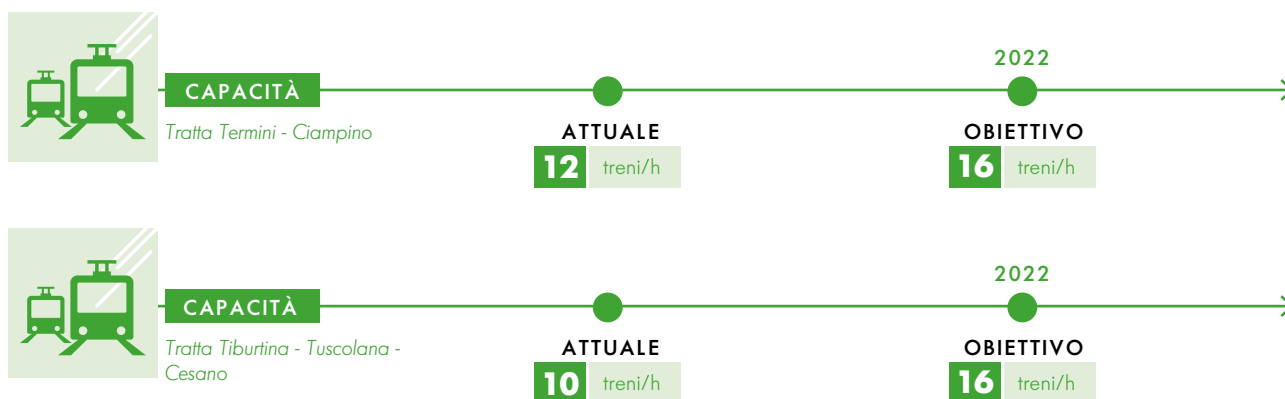 2022
CAPACITÀ
Tratta Termini - Ciampino
ATTUALE
OBIETTIVO
12 treni/h
16 treni/h
2022
CAPACITÀ
Tratta Tiburtina - Tuscolana -
Cesano
ATTUALE
OBIETTIVO
10 treni/h
16 treni/h